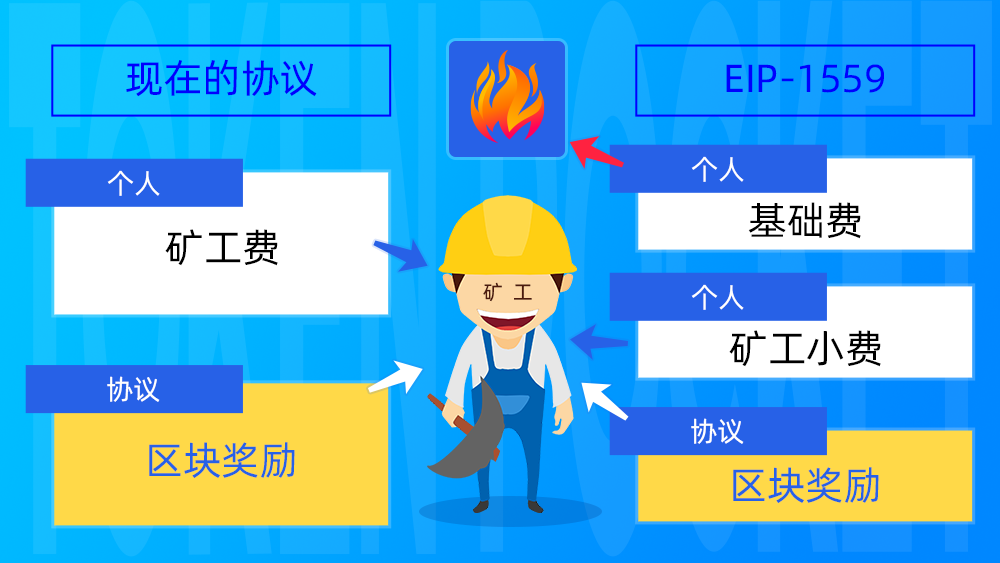 现在的协议
个人
矿工费
协议
区块奖励
矿 工
EIP-1559
个人
基础费
个人
矿工小费
协议
区块奖励
TOKEN POCKET